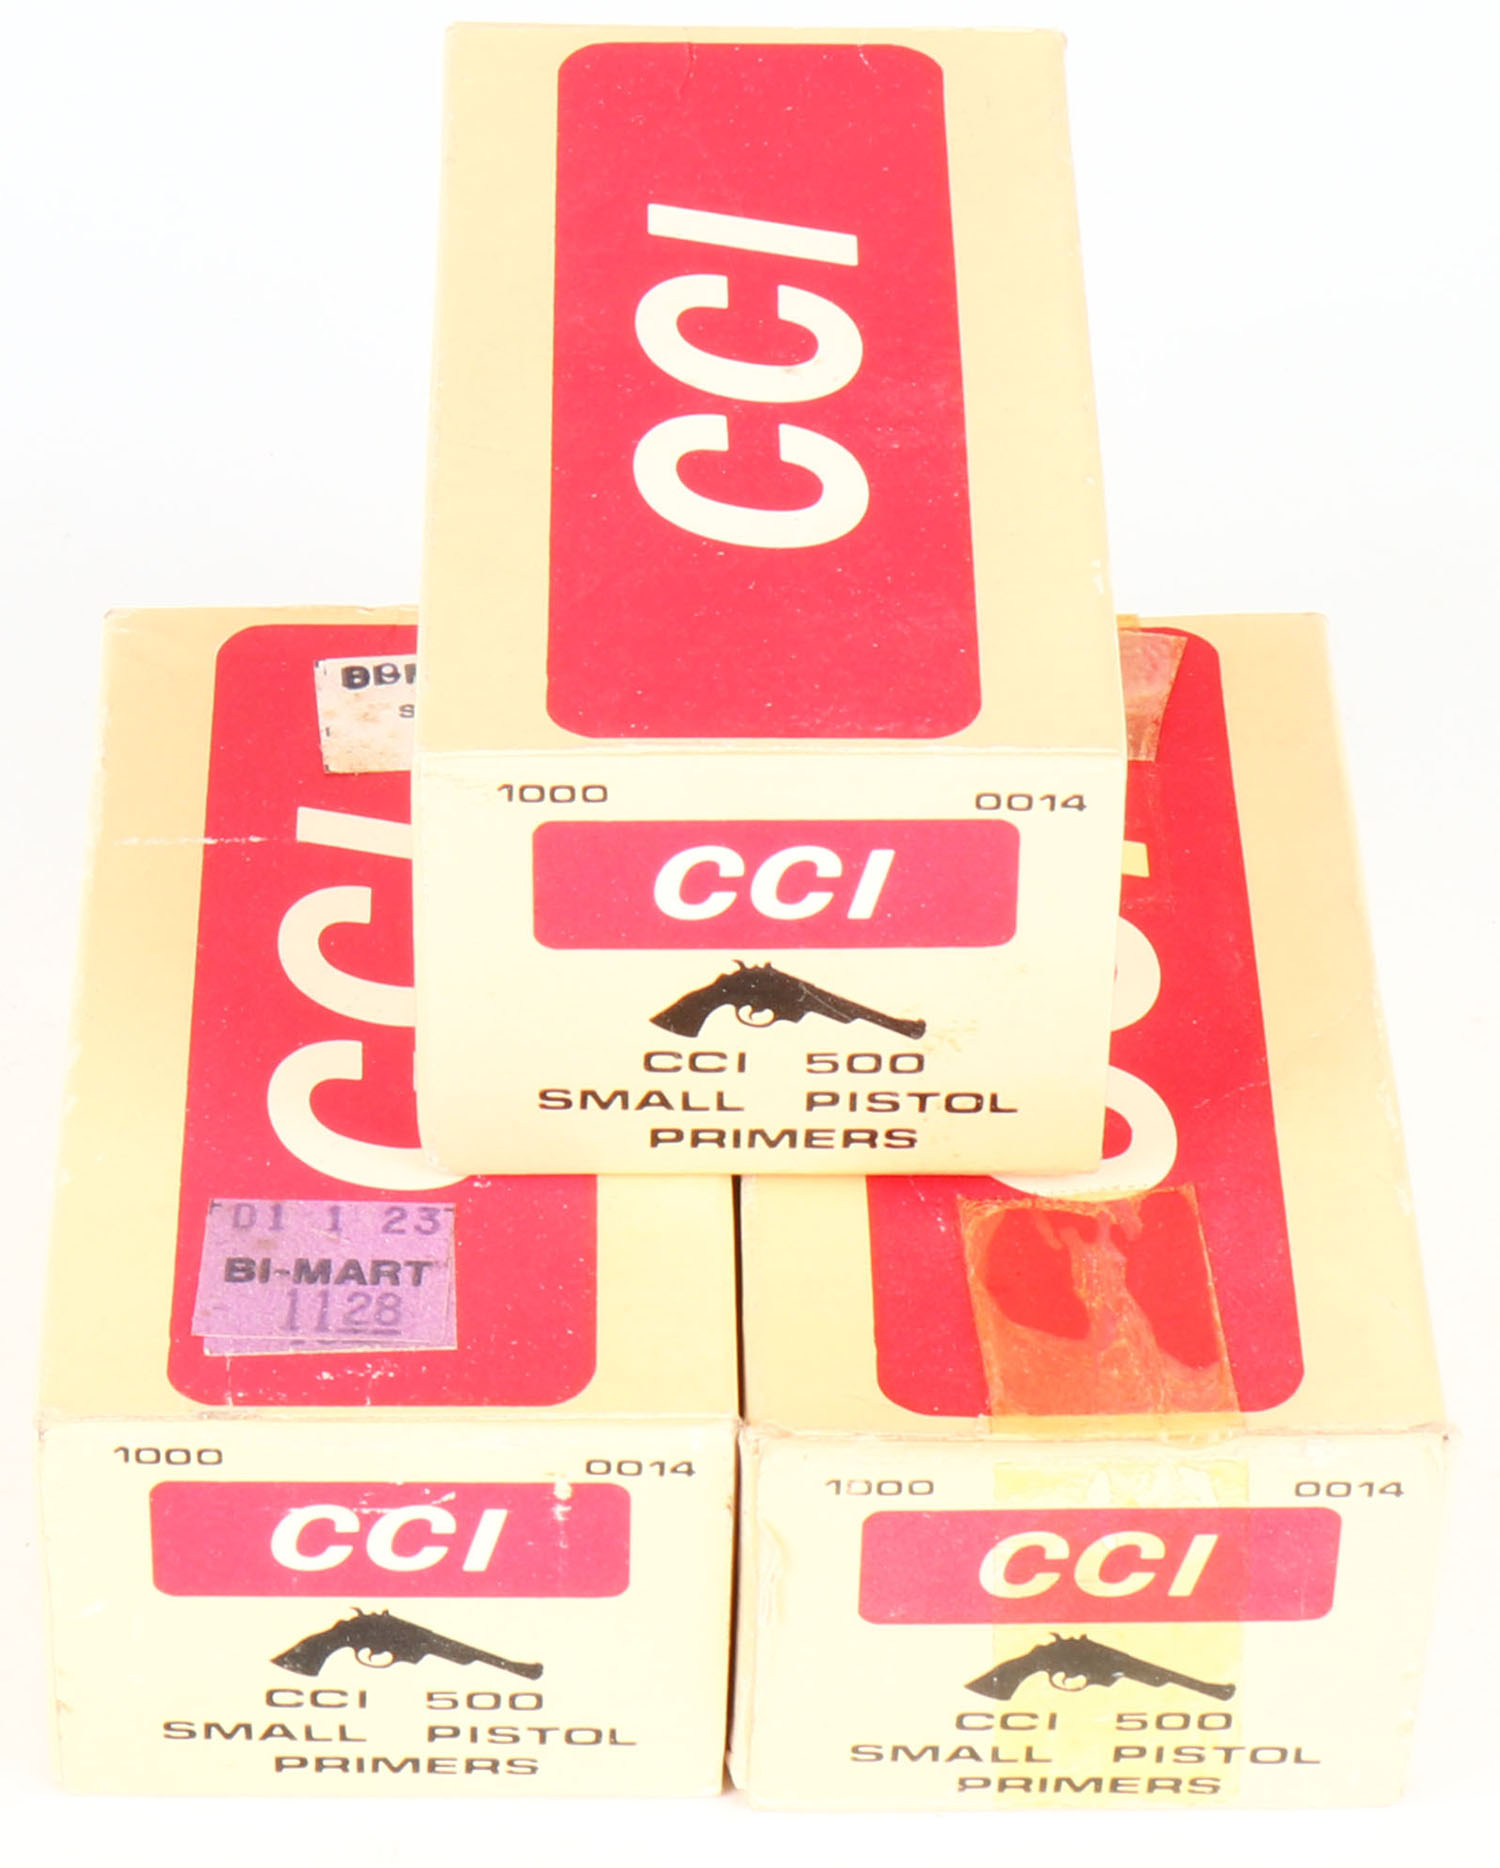 CCI
1000 0014
CCI
CCI 500
SMALL PISTOL
PRIMERS
CCI
01 1 23
BI-MART
1128
1000 0014
CCI
CCI 500
SMALL PISTOL
PRIMERS
1000 0014
CCI
CCI 500
SMALL PISTOL
PRIMERS